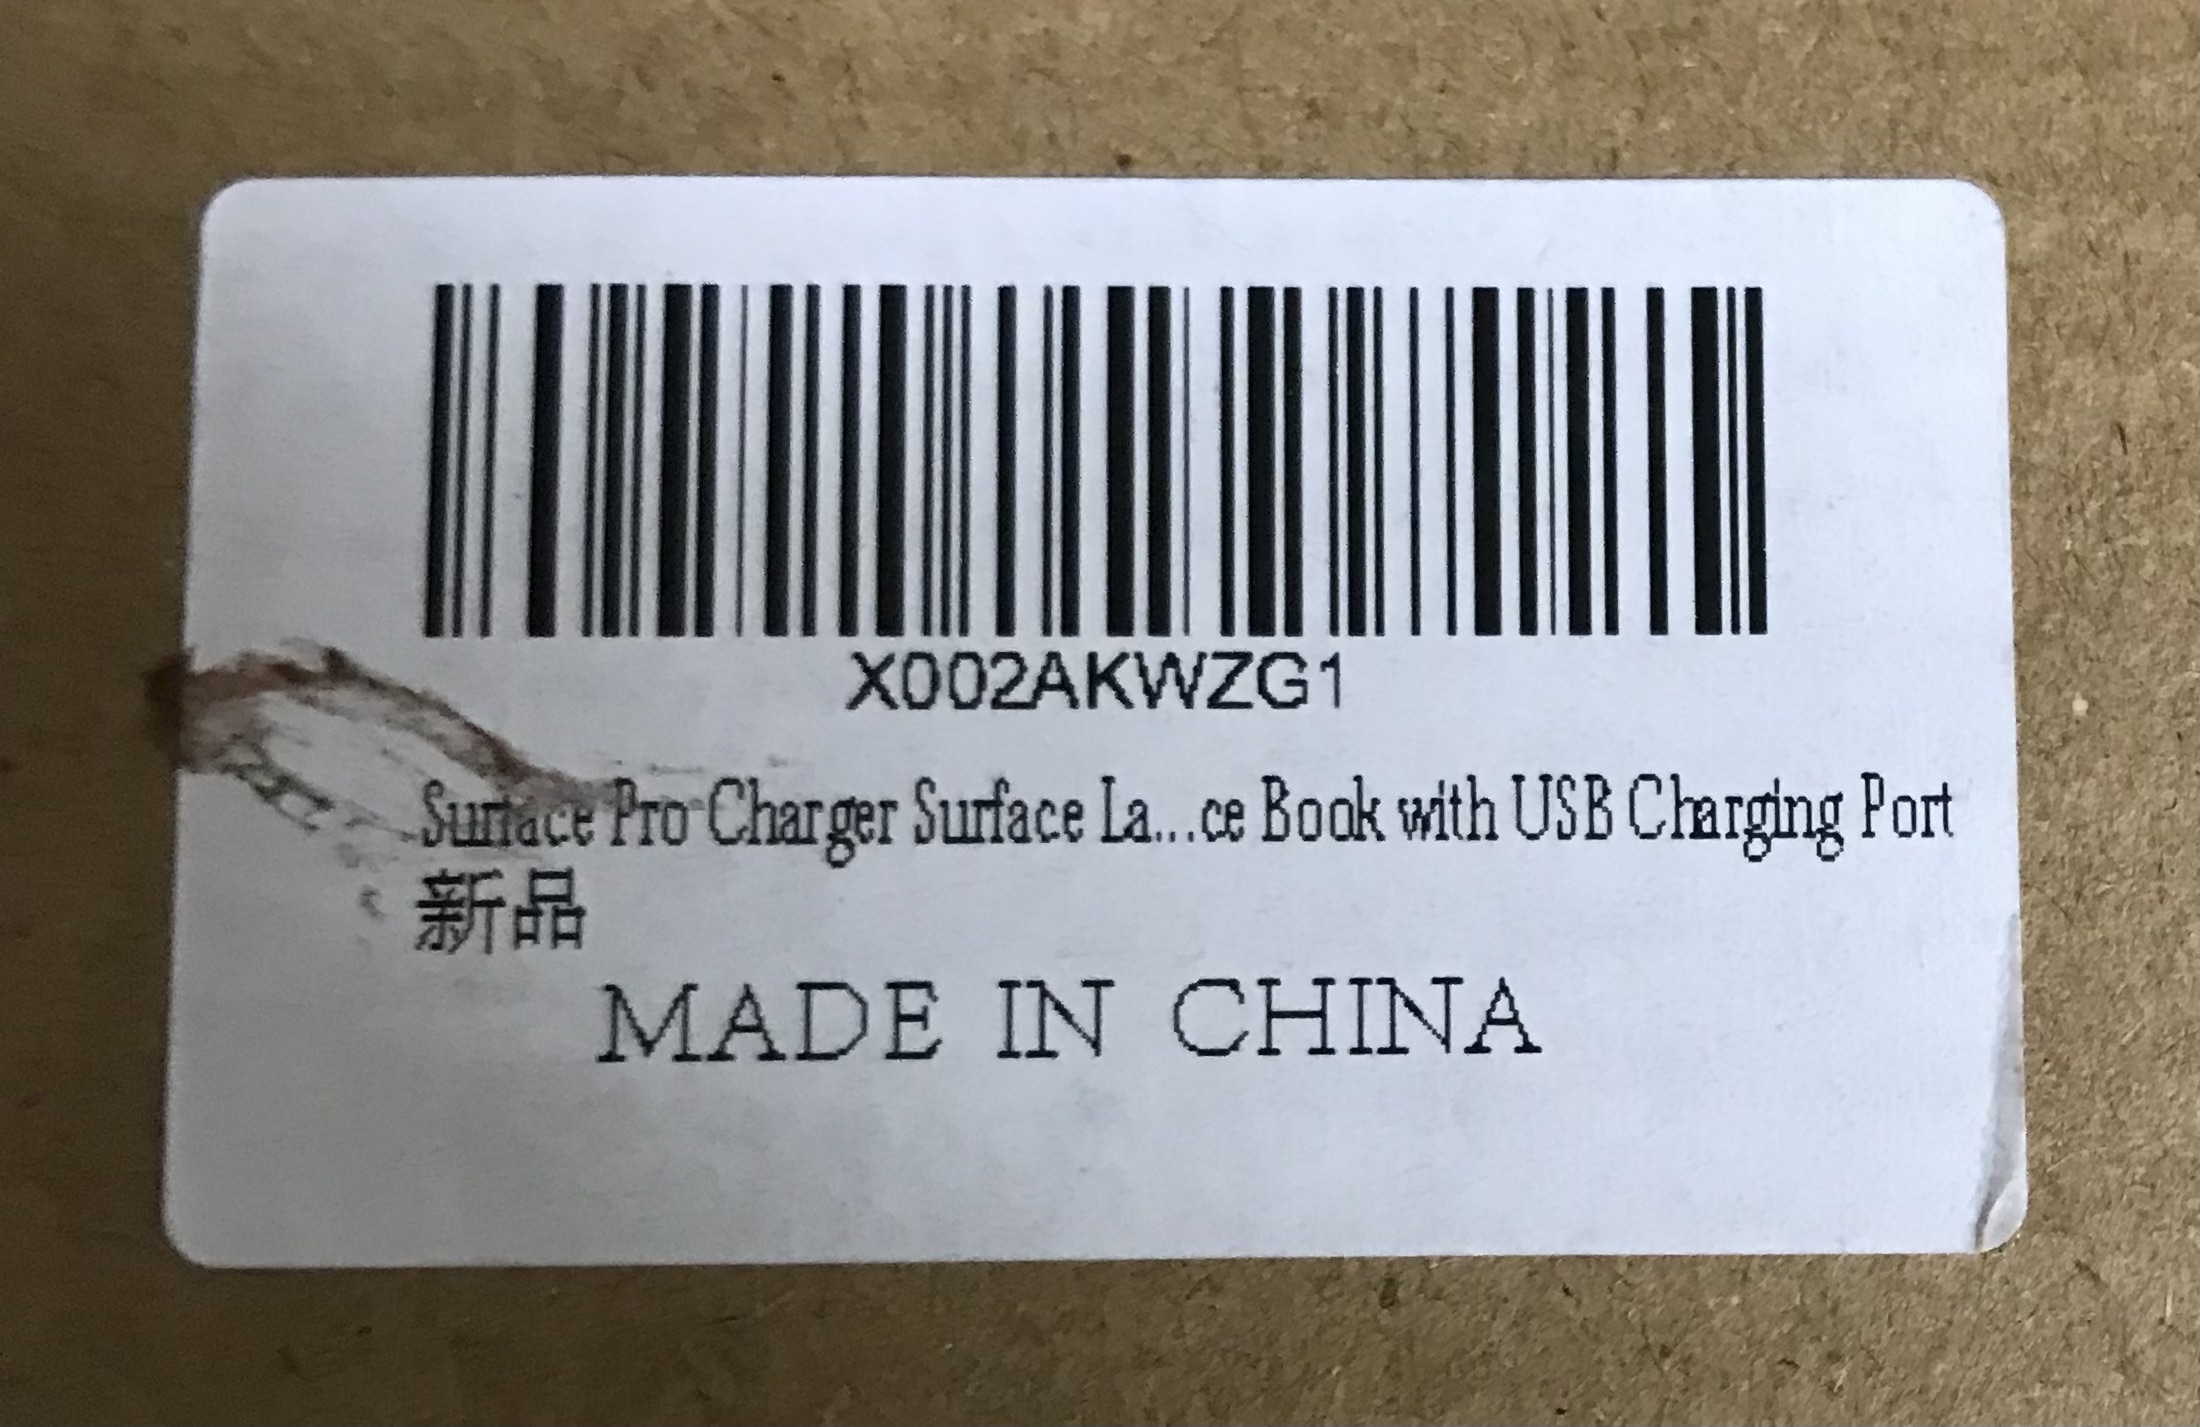 X002AKWZG1
Surface Pro Charger Surface La...ce Book with USB Charging Port
新品
MADE IN CHINA